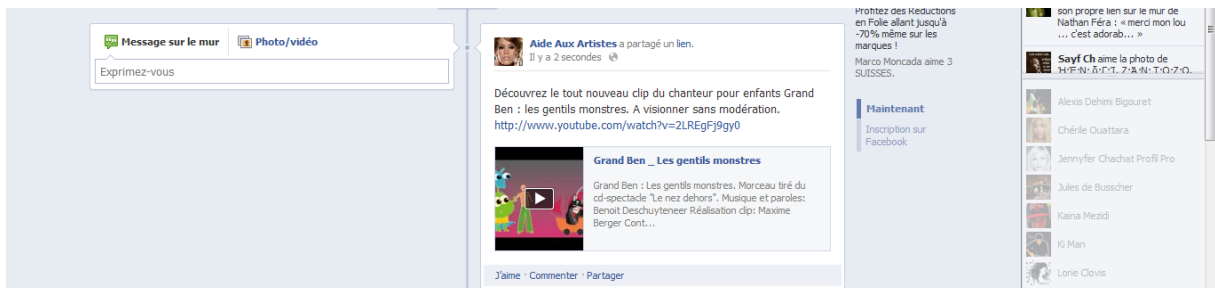 Message sur le mur
Photo/vidéo
Exprimez-vous
Aide Aux Artistes a partagé un lien.
Il y a 2 secondes
Découvrez le tout nouveau clip du chanteur pour enfants Grand
Ben : les gentils monstres. A visionner sans modération.
http://www.youtube.com/watch?v=2LREgFj9gy0
Grand Ben _ Les gentils monstres
Grand Ben : Les gentils monstres. Morceau tiré du
cd-spectacle "Le nez dehors". Musique et paroles:
Benoit Deschuyteneer Réalisation clip: Maxime
Berger Cont...
J'aime · Commenter · Partager
Profitez des Réductions
en Folie allant jusqu'à
-70% même sur les
marques !
Marco Moncada aime 3
SUISSES.
Maintenant
Inscription sur
Facebook
son propre lien sur le mur de
Nathan Féra : « merci mon lou
... c'est adorab... »
Sayf Ch aime la photo de
Alexis Dehimi Bigouret
Chérile Ouattara
Jennyfer Chachat Profil Pro
Jules de Busscher
Kaina Mezidi
Ki Man
Lorie Clovis